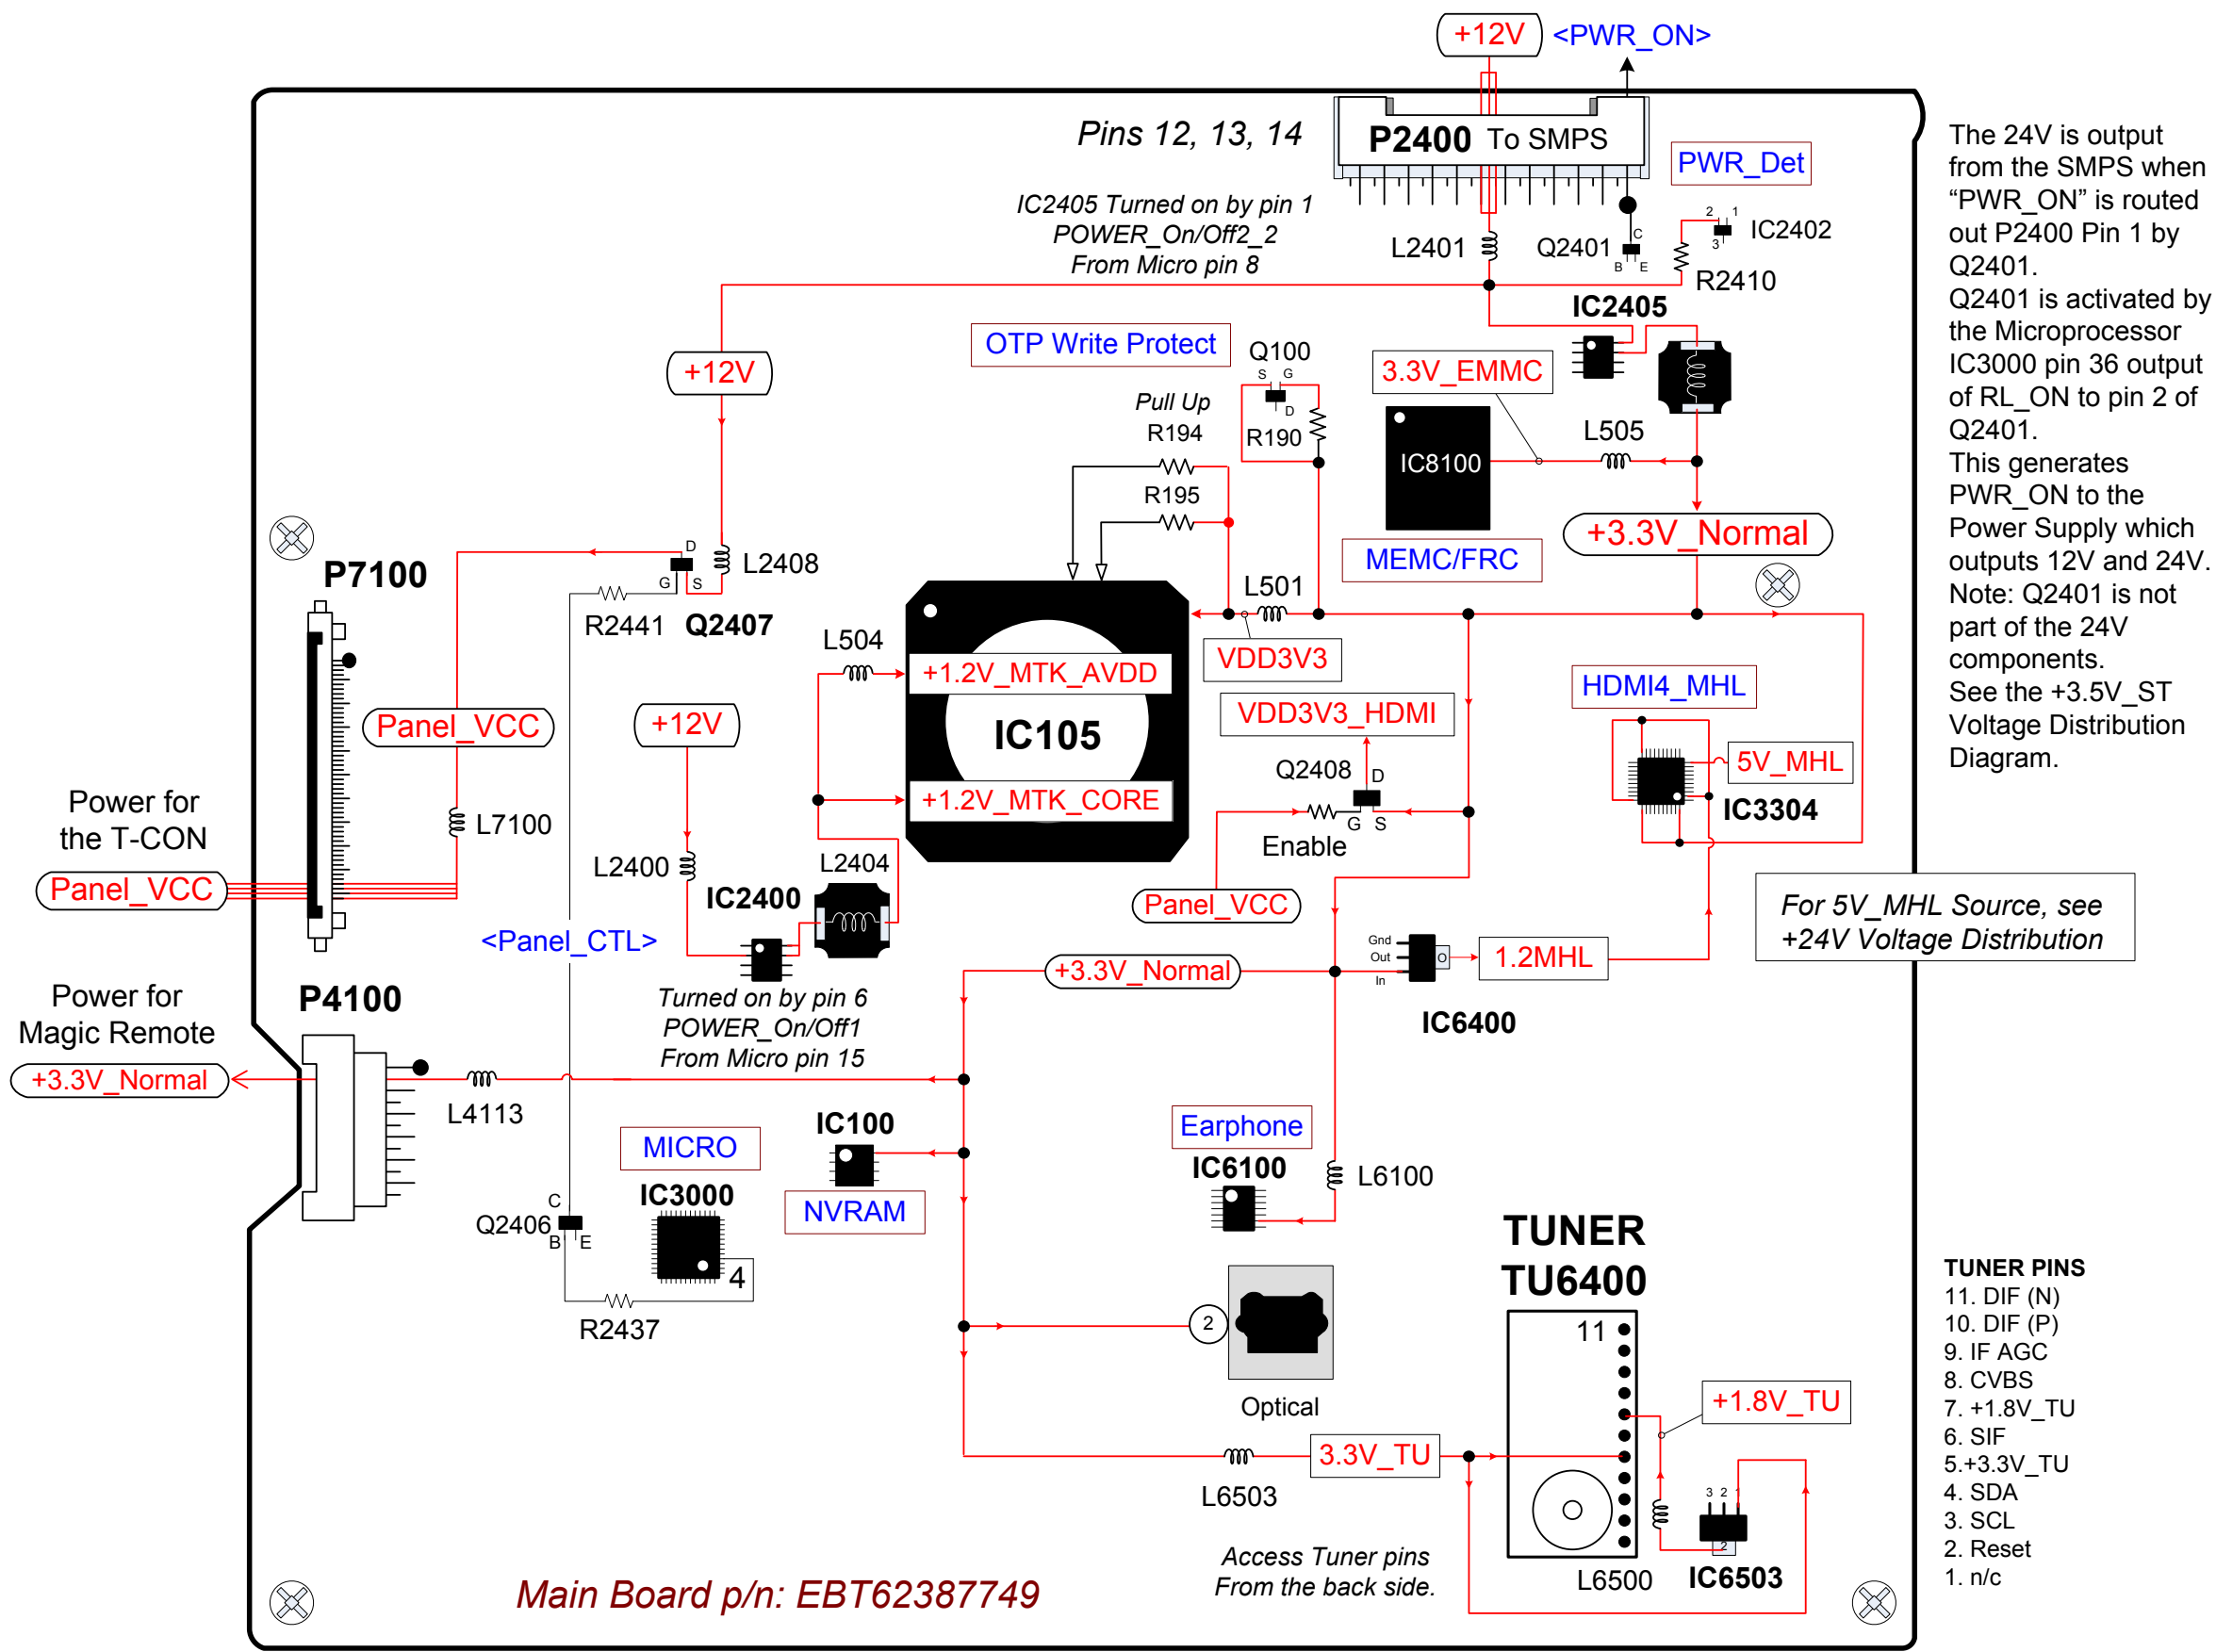 +12V
<PWR_ON>
Pins 12, 13, 14
P2400 To SMPS
PWR_Det
IC2405 Turned on by pin 1
POWER_On/Off2_2
From Micro pin 8
L2401
Q2401
C
B
E
2
1
3
IC2402
R2410
IC2405
The 24V is output
from the SMPS when
“PWR_ON” is routed
out P2400 Pin 1 by
Q2401.
Q2401 is activated by
the Microprocessor
IC3000 pin 36 output
of RL_ON to pin 2 of
Q2401.
This generates
PWR_ON to the
Power Supply which
outputs 12V and 24V.
Note: Q2401 is not
part of the 24V
components.
See the +3.5V_ST
Voltage Distribution
Diagram.
+12V
OTP Write Protect
Q100
S
G
D
R190
3.3V_EMMC
Pull Up
R194
R195
IC8100
L505
MEMC/FRC
+3.3V_Normal
P7100
D
G
S
L2408
R2441
Q2407
L501
L504
VDD3V3
+1.2V_MTK_AVDD
IC105
+1.2V_MTK_CORE
HDMI4_MHL
Panel_VCC
+12V
VDD3V3_HDMI
Q2408
D
G
S
Enable
5V_MHL
IC3304
Power for
the T-CON
L7100
Panel_VCC
L2400
L2404
IC2400
Panel_VCC
<Panel_CTL>
For 5V_MHL Source, see
+24V Voltage Distribution
Gnd
Out
In
O
1.2MHL
IC6400
+3.3V_Normal
Turned on by pin 6
POWER_On/Off1
From Micro pin 15
Power for
Magic Remote
P4100
+3.3V_Normal
L4113
MICRO
IC3000
4
IC100
NVRAM
Earphone
IC6100
L6100
C
Q2406
B
E
R2437
2
Optical
TUNER
TU6400
11
+1.8V_TU
3.3V_TU
L6503
3 2 1
2
L6500
IC6503
Access Tuner pins
From the back side.
Main Board p/n: EBT62387749
TUNER PINS
11. DIF (N)
10. DIF (P)
9. IF AGC
8. CVBS
7. +1.8V_TU
6. SIF
5.+3.3V_TU
4. SDA
3. SCL
2. Reset
1. n/c